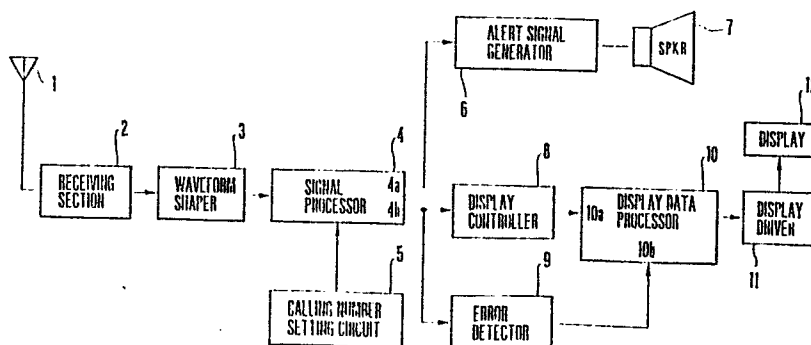 ALERT SIGNAL
GENERATOR
6
SPKR
7
1
2
RECEIVING
SECTION
3
WAVEFORM
SHAPER
4
SIGNAL
PROCESSOR
4a
4b
5
CALLING NUMBER
SETTING CIRCUIT
8
DISPLAY
CONTROLLER
9
ERROR
DETECTOR
10
10a
DISPLAY DATA
PROCESSOR
10b
DISPLAY
DISPLAY
DRIVER
11